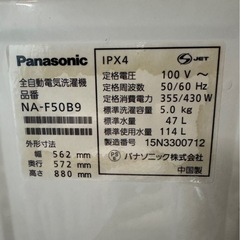 Panasonic
全自動電気洗濯機
品番
NA-F50B9
外形寸法
幅 562 mm
奥行 572 mm
高さ 880 mm
IPX4
S JET
定格電圧 100 V ～
定格周波数 50/60 Hz
定格消費電力 355/430 W
標準洗濯容量 5.0 kg
標準水量 47 L
標準使用水量 114 L
製造番号 15N3300712
パナソニック株式会社
中国製